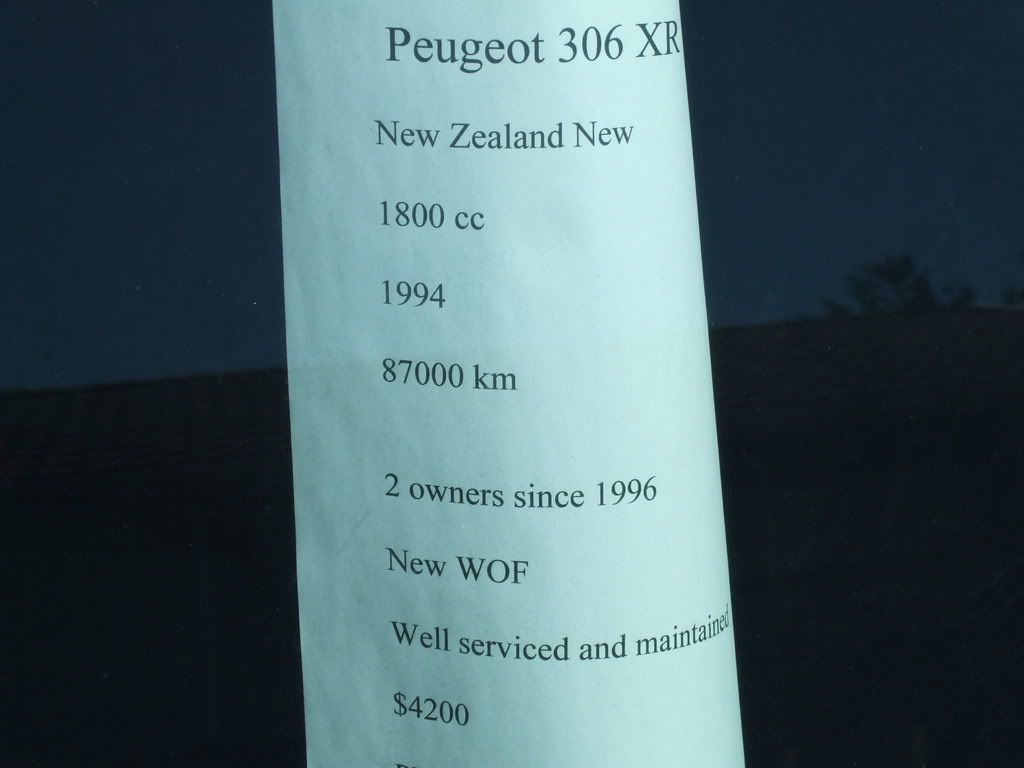 Peugeot 306 XR
New Zealand New
1800 cc
1994
87000 km
2 owners since 1996
New WOF
Well serviced and maintained
$4200